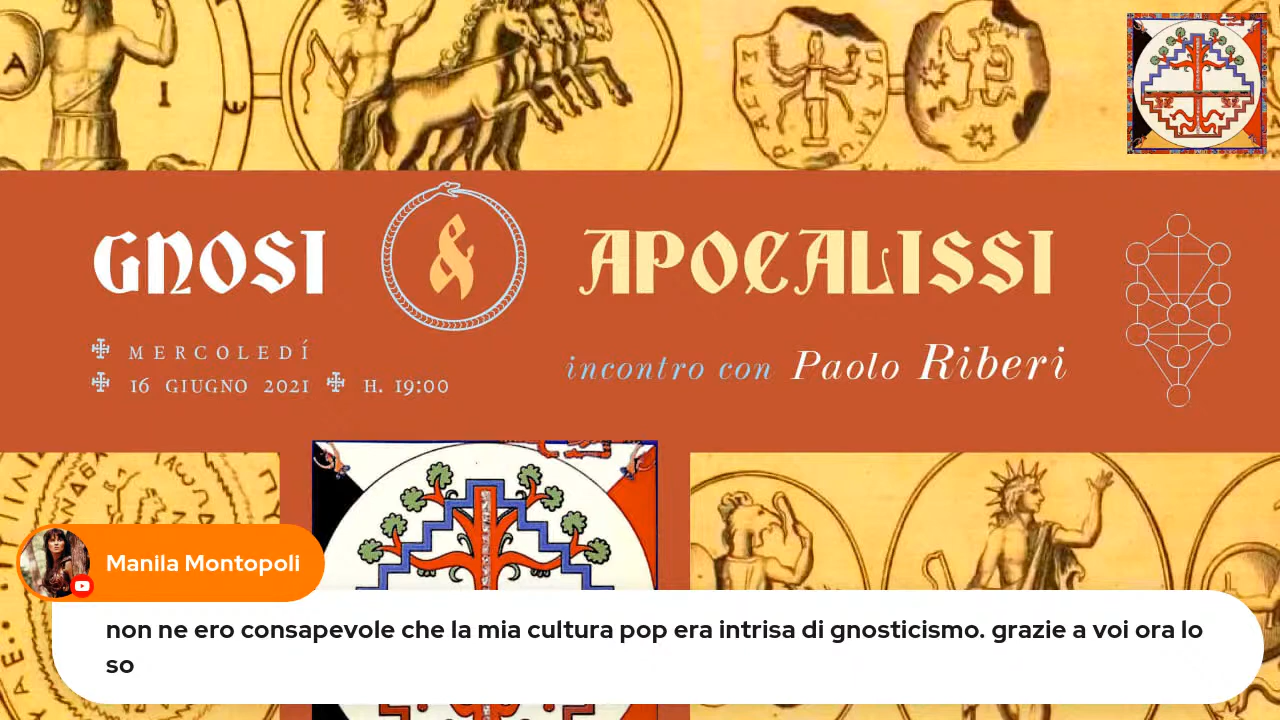 GNOSI & APOCALISSI
MERCOLEDÍ
16 GIUGNO 2021 H. 19:00
incontro con Paolo Riberi
Manila Montopoli
non ne ero consapevole che la mia cultura pop era intrisa di gnosticismo. grazie a voi ora lo
so